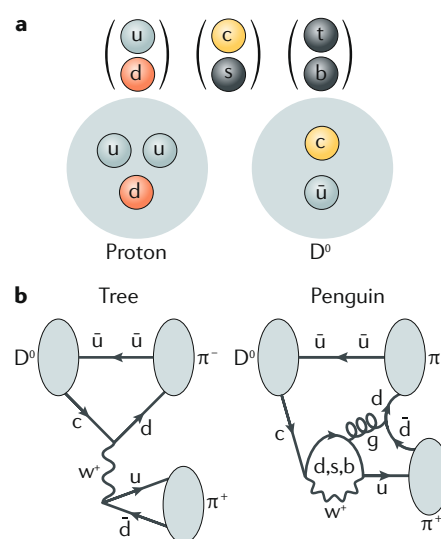 a
u c t
d s b
u u c
d ū
Proton D⁰
b Tree Penguin
ū ū ū ū
D⁰ π⁻ D⁰ π
c d c d
g d̄
w⁺ u d,s,b
d̄ π⁺ w⁺ u
π⁺